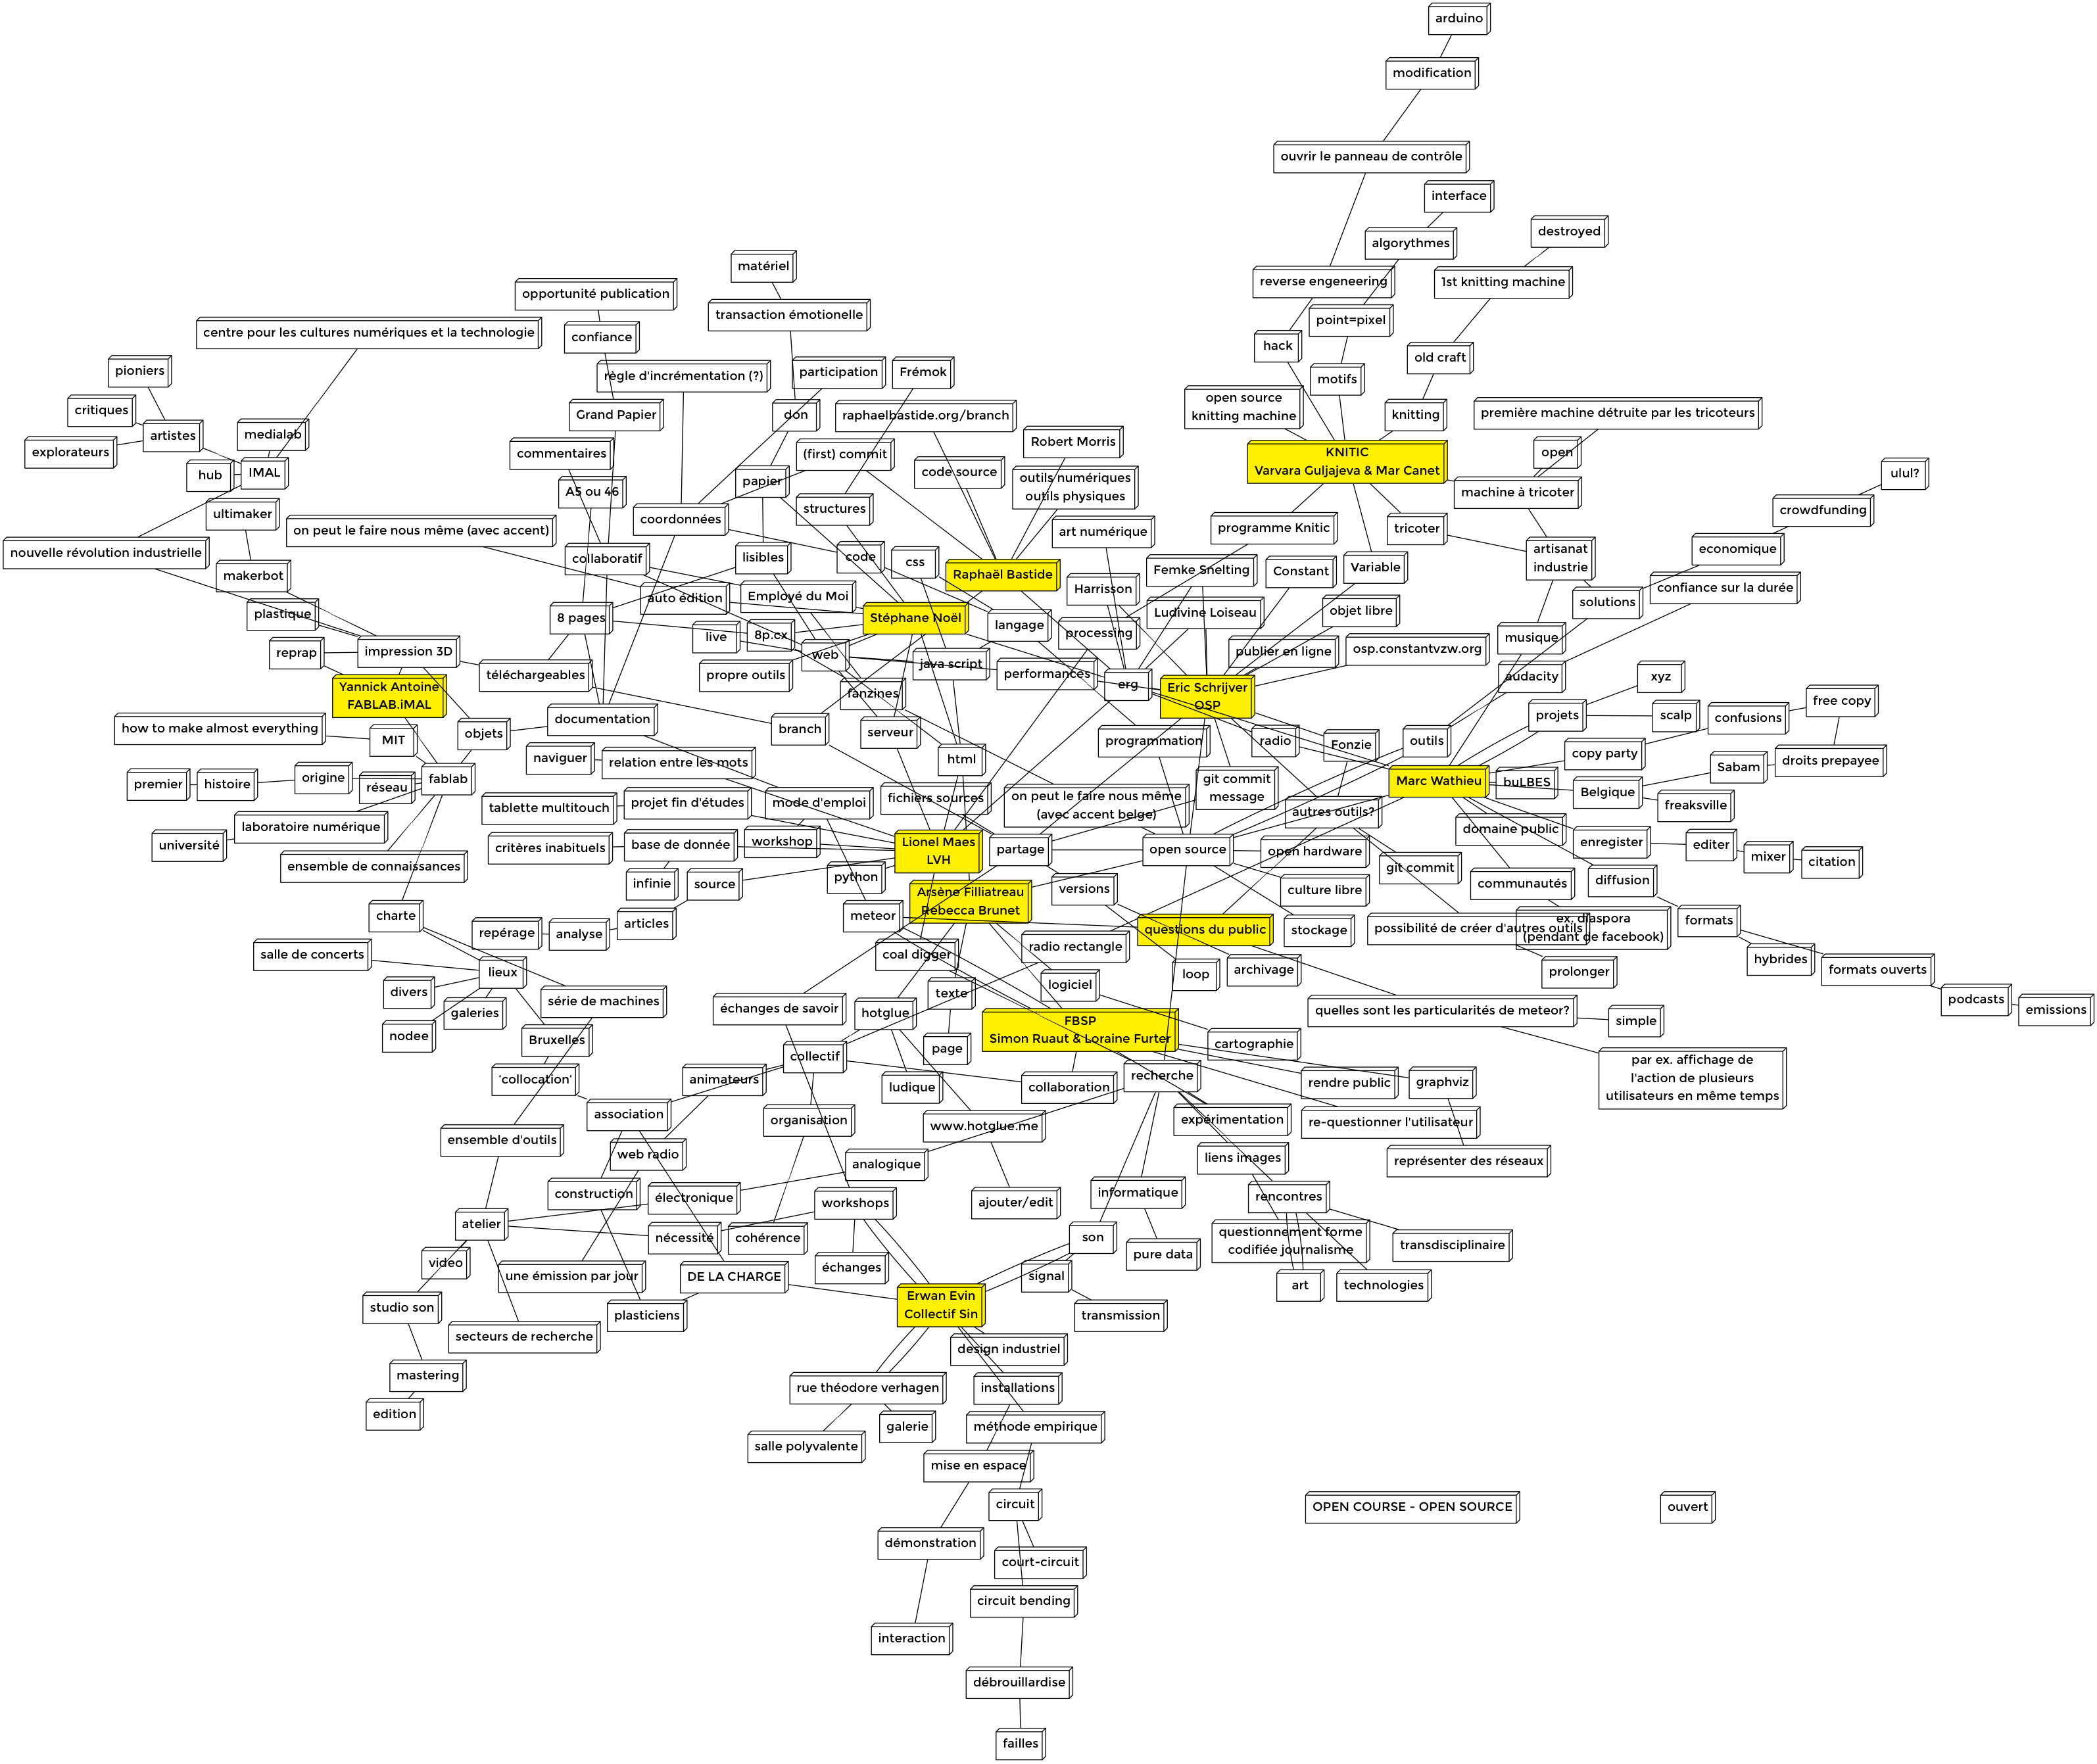 arduino
modification
ouvrir le panneau de contrôle
interface
destroyed
algorythmes
matériel
reverse engeneering
1st knitting machine
opportunité publication
transaction émotionelle
point=pixel
centre pour les cultures numériques et la technologie
confiance
hack
old craft
pioniers
règle d'incrémentation (?)
participation
Frémok
motifs
critiques
open source
knitting machine
Grand Papier
don
raphaelbastide.org/branch
knitting
première machine détruite par les tricoteurs
artistes
medialab
explorateurs
commentaires
(first) commit
Robert Morris
KNITIC
Varvara Guljajeva & Mar Canet
open
hub
IMAL
A5 ou 46
papier
code source
outils numériques
outils physiques
machine à tricoter
ulul?
ultimaker
coordonnées
structures
crowdfunding
on peut le faire nous même (avec accent)
art numérique
programme Knitic
tricoter
nouvelle révolution industrielle
collaboratif
lisibles
code
css
artisanat
industrie
economique
makerbot
Raphaël Bastide
Femke Snelting
Constant
Variable
plastique
auto édition
Employé du Moi
Harrisson
confiance sur la durée
solutions
8 pages
Stéphane Noël
langage
processing
Ludivine Loiseau
objet libre
reprap
impression 3D
live
8p.cx
web
java script
publier en ligne
osp.constantvzw.org
musique
téléchargeables
propre outils
performances
erg
audacity
xyz
Yannick Antoine
FABLAB.iMAL
fanzines
Eric Schrijver
OSP
projets
scalp
confusions
free copy
how to make almost everything
MIT
objets
documentation
branch
serveur
programmation
radio
Fonzie
outils
copy party
naviguer
relation entre les mots
html
droits prepayee
Sabam
premier
histoire
origine
réseau
fablab
git commit
message
Marc Wathieu
buLBES
Belgique
freaksville
tablette multitouch
projet fin d'études
mode d'emploi
fichiers sources
on peut le faire nous même
(avec accent belge)
autres outils?
laboratoire numérique
domaine public
université
critères inabituels
base de donnée
workshop
Lionel Maes
LVH
partage
open source
open hardware
enregister
editer
mixer
citation
ensemble de connaissances
infinie
source
python
versions
culture libre
git commit
communautés
diffusion
charte
Arsène Filliatreau
Rebecca Brunet
articles
meteor
questions du public
stockage
possibilité de créer d'autres outils
ex. diaspora
(pendant de facebook)
formats
repérage
analyse
salle de concerts
coal digger
radio rectangle
hybrides
lieux
loop
archivage
prolonger
formats ouverts
divers
texte
logiciel
série de machines
podcasts
emissions
galeries
échanges de savoir
hotglue
quelles sont les particularités de meteor?
simple
nodee
Bruxelles
page
FBSP
Simon Ruaut & Loraine Furter
cartographie
collectif
'collocation'
animateurs
ludique
collaboration
recherche
rendre public
graphviz
par ex. affichage de
l'action de plusieurs
utilisateurs en même temps
association
organisation
www.hotglue.me
expérimentation
re-questionner l'utilisateur
ensemble d'outils
web radio
analogique
liens images
représenter des réseaux
construction
électronique
workshops
ajouter/edit
informatique
rencontres
atelier
nécessité
cohérence
son
questionnement forme
codifiée journalisme
transdisciplinaire
video
pure data
une émission par jour
DE LA CHARGE
échanges
signal
art
technologies
studio son
plasticiens
Erwan Evin
Collectif Sin
transmission
secteurs de recherche
design industriel
mastering
rue théodore verhagen
installations
edition
galerie
méthode empirique
salle polyvalente
mise en espace
circuit
OPEN COURSE - OPEN SOURCE
ouvert
démonstration
court-circuit
circuit bending
interaction
débrouillardise
failles